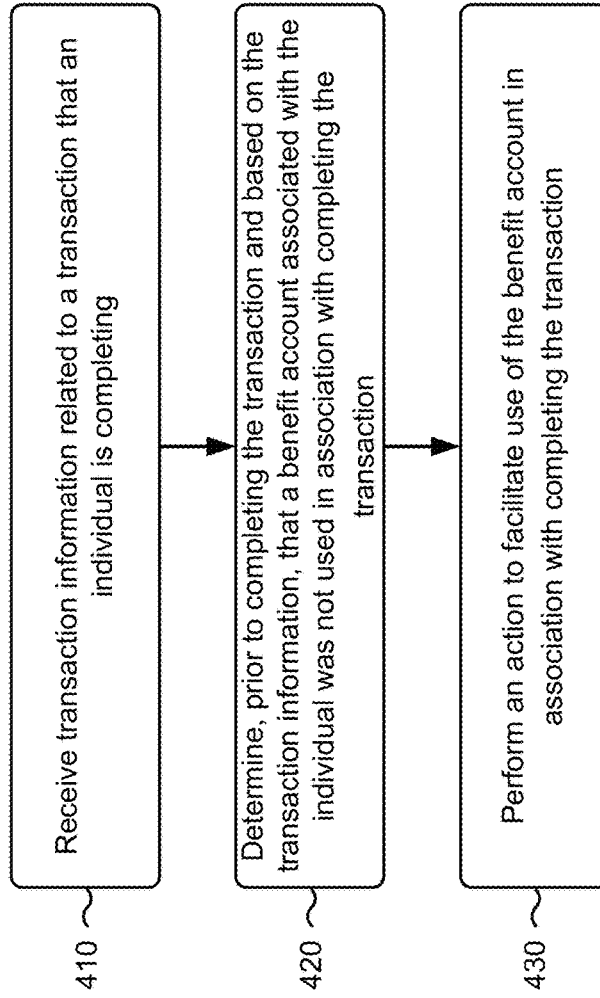 410
Receive transaction information related to a transaction that an
individual is completing
420
Determine, prior to completing the transaction and based on the
transaction information, that a benefit account associated with the
individual was not used in association with completing the
transaction
430
Perform an action to facilitate use of the benefit account in
association with completing the transaction